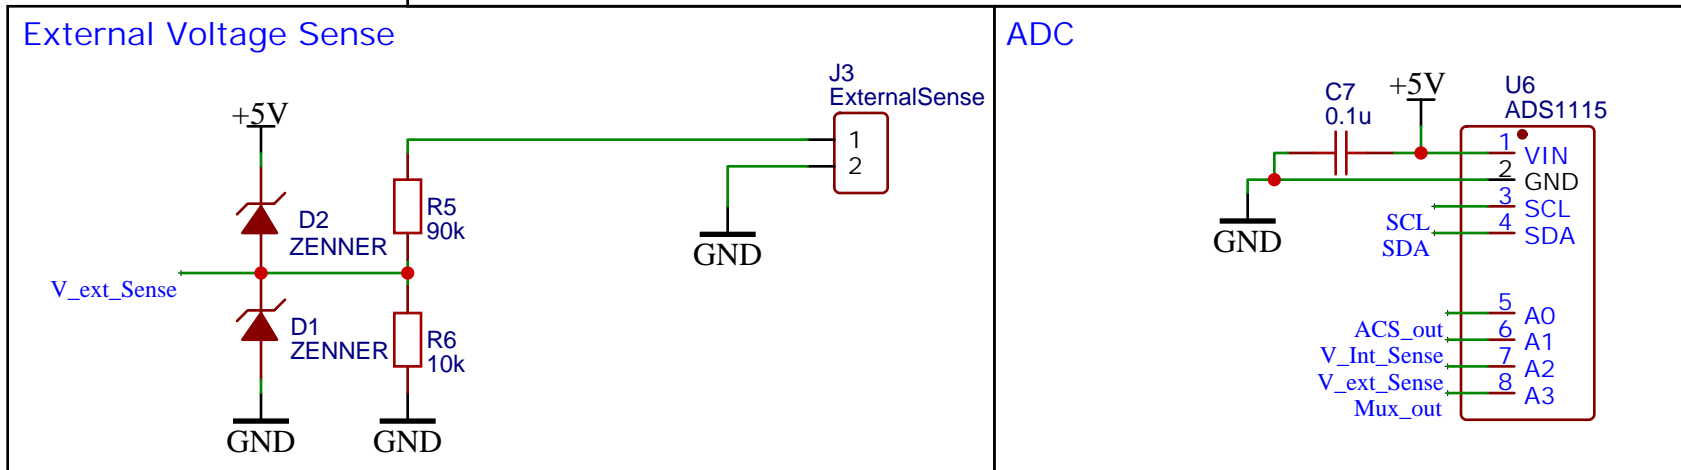 External Voltage Sense
+5V
D2
ZENNER
V_ext_Sense
D1
ZENNER
GND
R5
90k
R6
10k
GND
J3
ExternalSense
1
2
GND
ADC
C7
0.1u
+5V
GND
U6
ADS1115
1 VIN
2 GND
3 SCL
4 SDA
SCL
SDA
5 A0
6 A1
7 A2
8 A3
ACS_out
V_Int_Sense
V_ext_Sense
Mux_out